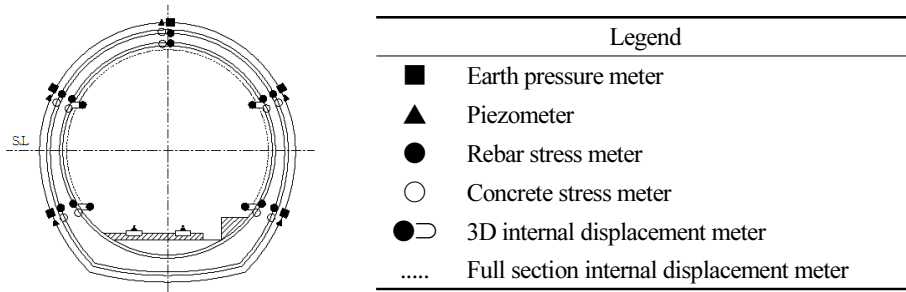 S.L
Legend
Earth pressure meter
Piezometer
Rebar stress meter
Concrete stress meter
3D internal displacement meter
Full section internal displacement meter